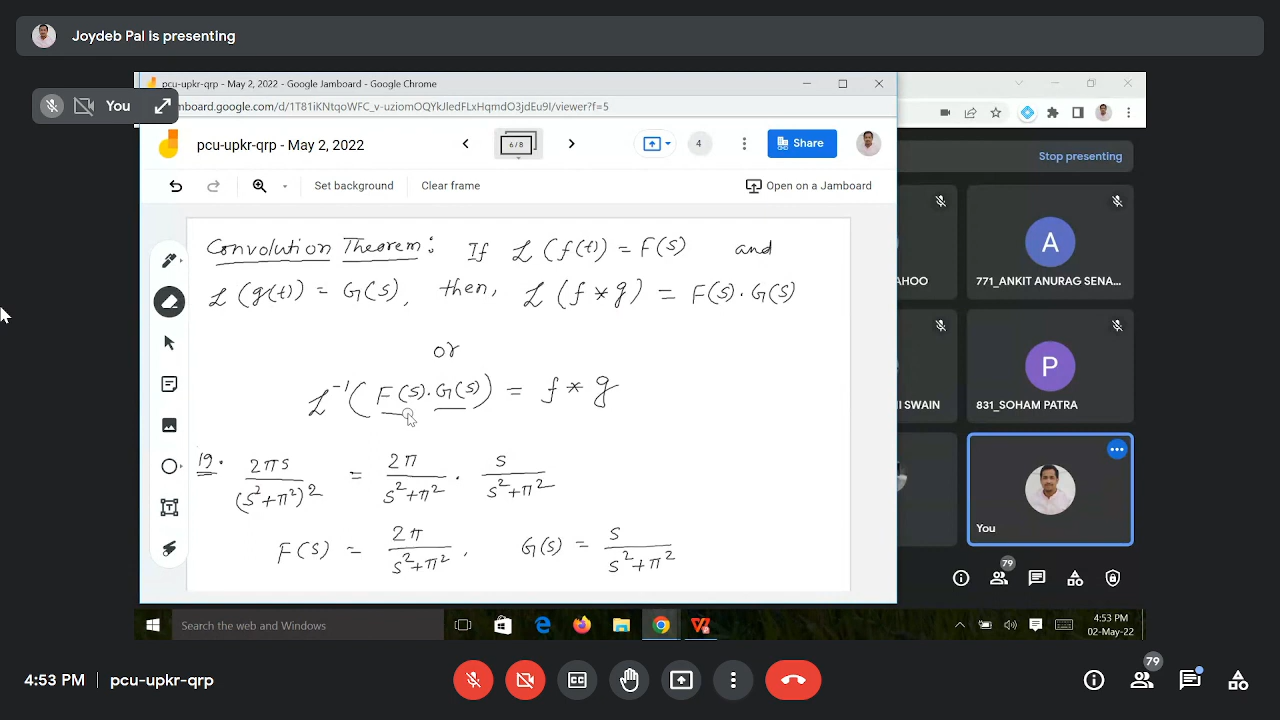 Joydeb Pal is presenting
pcu-upkr-qrp - May 2, 2022 - Google Jamboard - Google Chrome
You
amboard.google.com/d/1T81iKNtqoWFC_v-uziomOQYkJledFLxHqmdO3jdEu9I/viewer?f=5
pcu-upkr-qrp - May 2, 2022
6 / 8
4
Share
Stop presenting
Set background
Clear frame
Open on a Jamboard
Convolution Theorem: If L (f(t)) = F(s) and
L (g(t)) = G(s), then, L (f * g) = F(s) · G(s)
or
L⁻¹ ( F(s) · G(s) ) = f * g
19. 2πs / (s²+π²)² = 2π / s²+π² · s / s²+π²
F(s) = 2π / s²+π² , G(s) = s / s²+π²
AHOO
A
771_ANKIT ANURAG SENA...
I SWAIN
P
831_SOHAM PATRA
You
79
Search the web and Windows
4:53 PM
02-May-22
4:53 PM | pcu-upkr-qrp
79